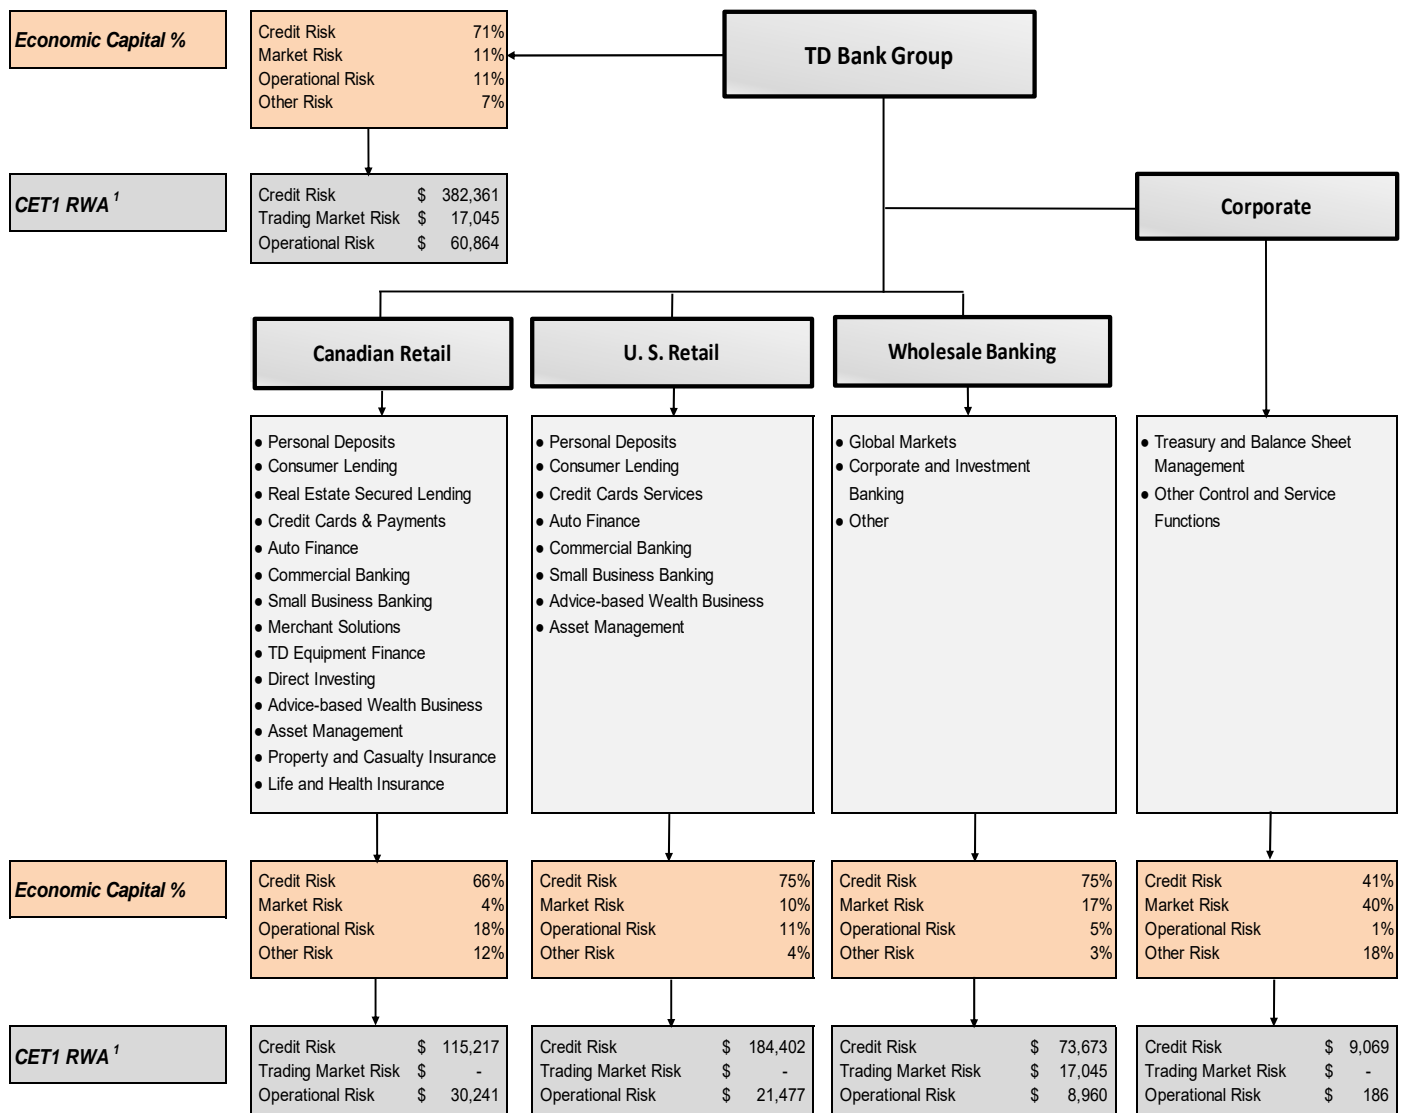 Economic Capital %
Credit Risk 71%
Market Risk 11%
Operational Risk 11%
Other Risk 7%
TD Bank Group
CET1 RWA 1
Credit Risk $ 382,361
Trading Market Risk $ 17,045
Operational Risk $ 60,864
Corporate
Canadian Retail
U. S. Retail
Wholesale Banking
● Personal Deposits
● Consumer Lending
● Real Estate Secured Lending
● Credit Cards & Payments
● Auto Finance
● Commercial Banking
● Small Business Banking
● Merchant Solutions
● TD Equipment Finance
● Direct Investing
● Advice-based Wealth Business
● Asset Management
● Property and Casualty Insurance
● Life and Health Insurance
● Personal Deposits
● Consumer Lending
● Credit Cards Services
● Auto Finance
● Commercial Banking
● Small Business Banking
● Advice-based Wealth Business
● Asset Management
● Global Markets
● Corporate and Investment
Banking
● Other
● Treasury and Balance Sheet
Management
● Other Control and Service
Functions
Economic Capital %
Credit Risk 66%
Market Risk 4%
Operational Risk 18%
Other Risk 12%
Credit Risk 75%
Market Risk 10%
Operational Risk 11%
Other Risk 4%
Credit Risk 75%
Market Risk 17%
Operational Risk 5%
Other Risk 3%
Credit Risk 41%
Market Risk 40%
Operational Risk 1%
Other Risk 18%
CET1 RWA 1
Credit Risk $ 115,217
Trading Market Risk $ -
Operational Risk $ 30,241
Credit Risk $ 184,402
Trading Market Risk $ -
Operational Risk $ 21,477
Credit Risk $ 73,673
Trading Market Risk $ 17,045
Operational Risk $ 8,960
Credit Risk $ 9,069
Trading Market Risk $ -
Operational Risk $ 186